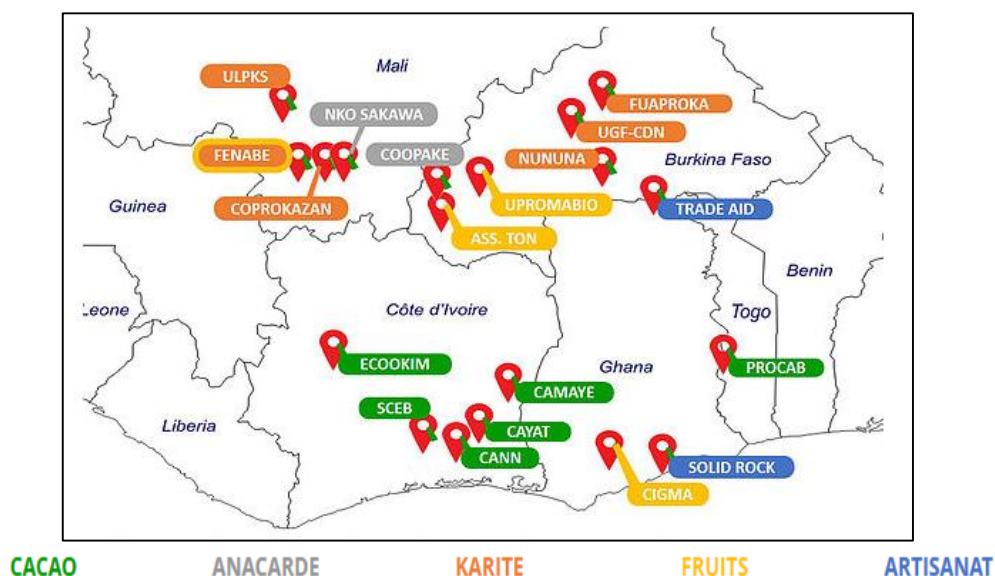 Mali
ULPKS
FUAPROKA
NKO SAKAWA
UGF-CDN
FENABE
COOPAKE
NUNUNA
Burkina Faso
Guinea
COPROKAZAN
UPROMABIO
TRADE AID
ASS. TON
Benin
Leone
Côte d'Ivoire
Togo
ECOOKIM
Ghana
PROCAB
CAMAYE
SCEB
Liberia
CAYAT
CANN
SOLID ROCK
CIGMA
CACAO ANACARDE KARITE FRUITS ARTISANAT